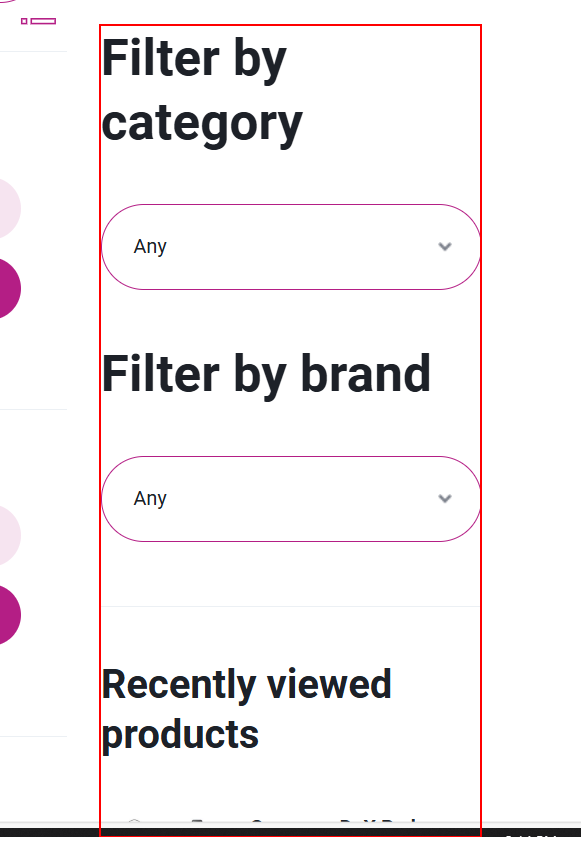 Filter by
category
Any
Filter by brand
Any
Recently viewed
products